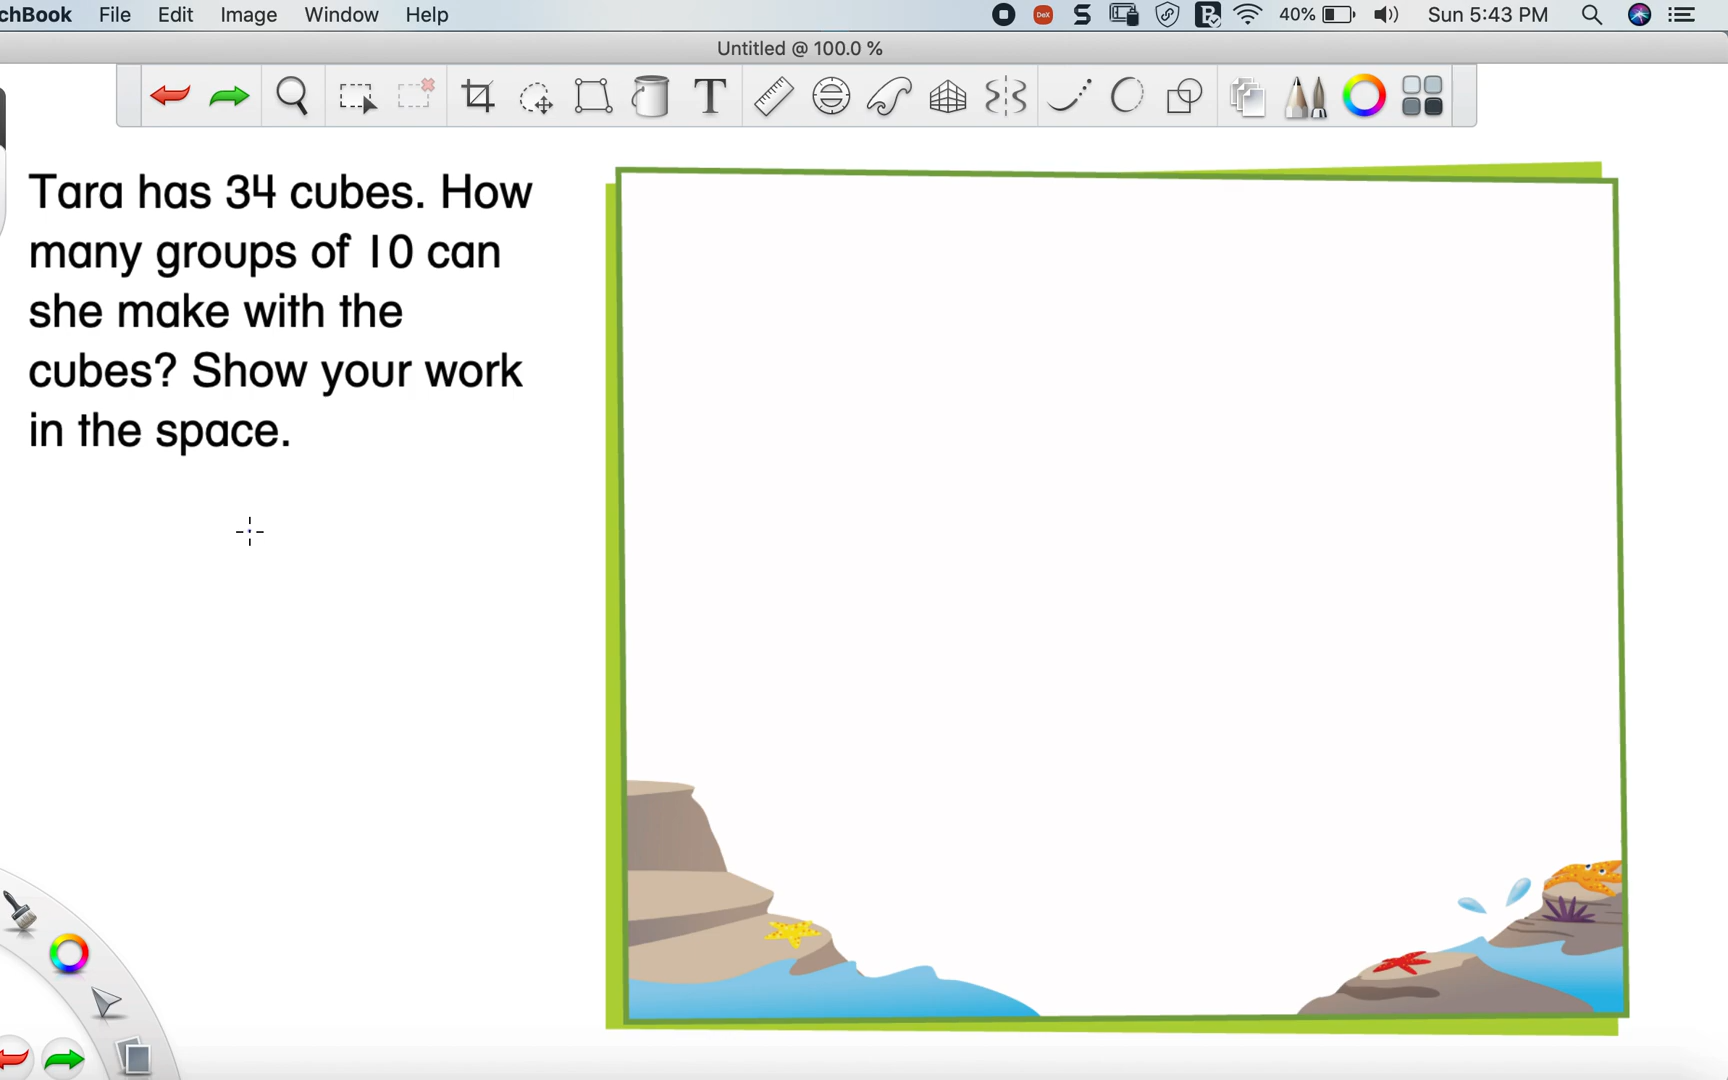 chBook File Edit Image Window Help 40% Sun 5:43 PM
Untitled @ 100.0 %
Tara has 34 cubes. How
many groups of 10 can
she make with the
cubes? Show your work
in the space.